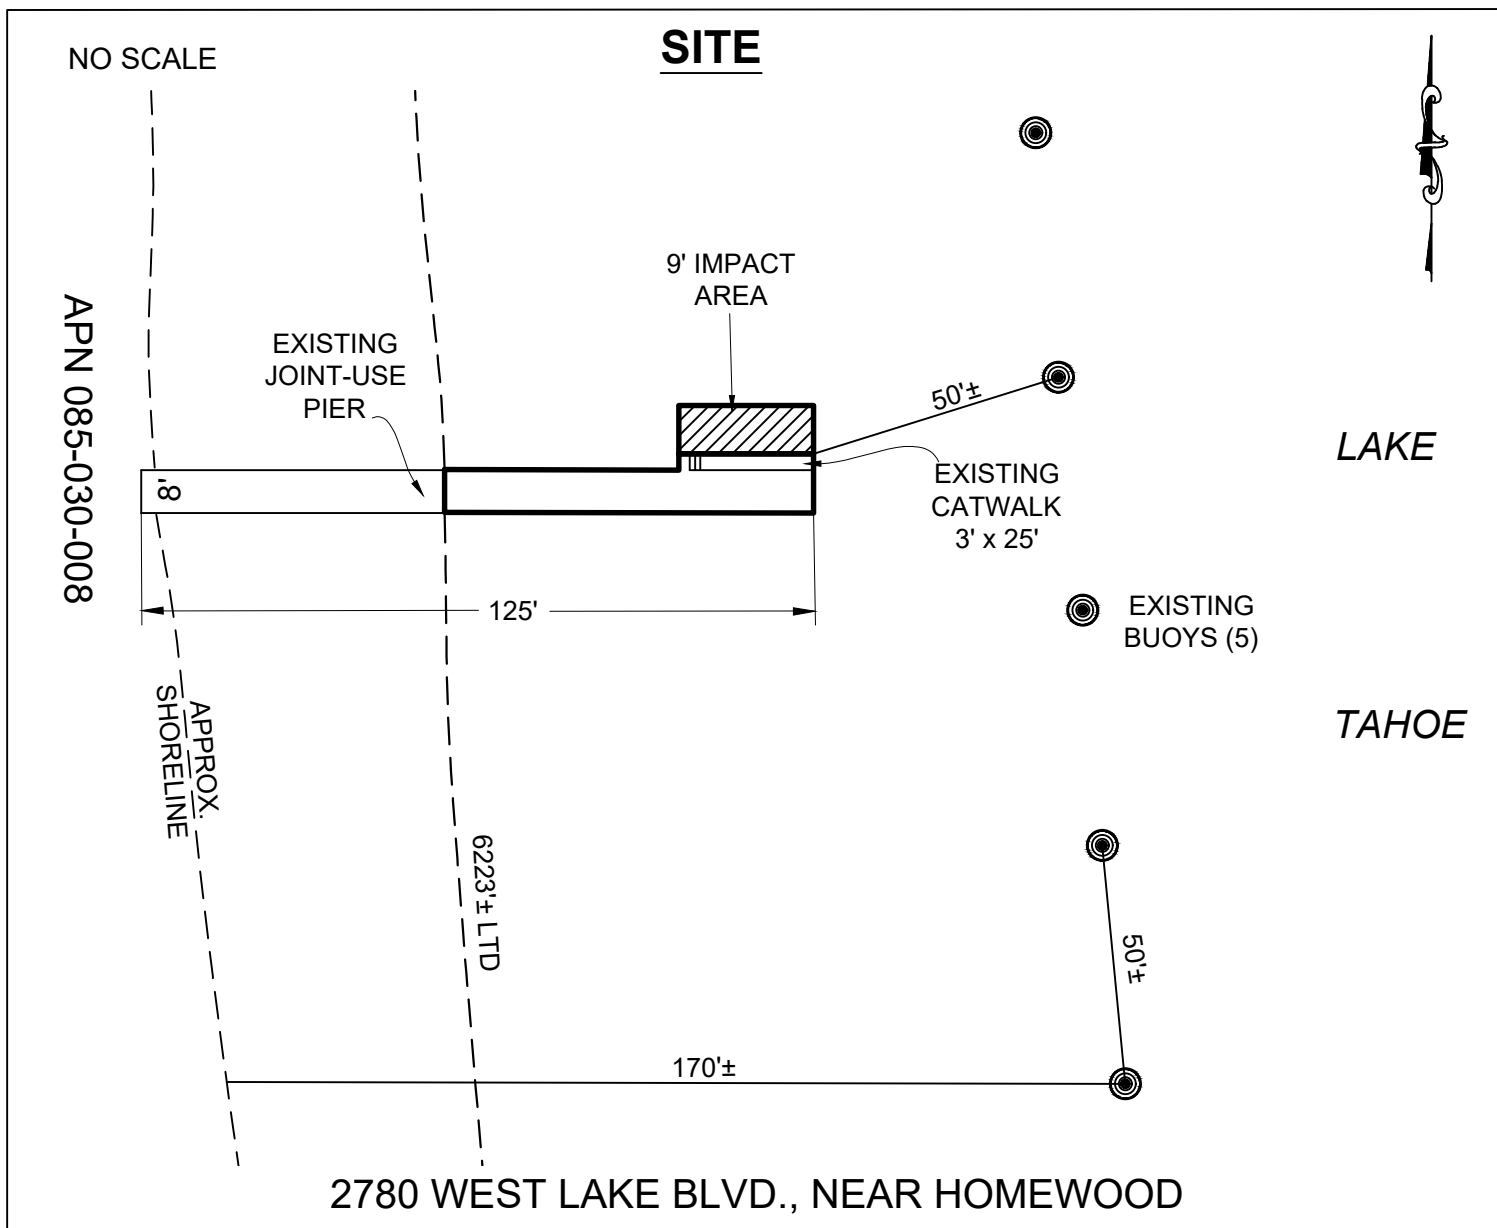 NO SCALE
SITE
9' IMPACT
AREA
EXISTING
JOINT-USE
PIER
APN 085-030-008
50'±
LAKE
8'
EXISTING
CATWALK
3' x 25'
125'
EXISTING
BUOYS (5)
APPROX.
SHORELINE
TAHOE
6223'± LTD
50'±
170'±
2780 WEST LAKE BLVD., NEAR HOMEWOOD